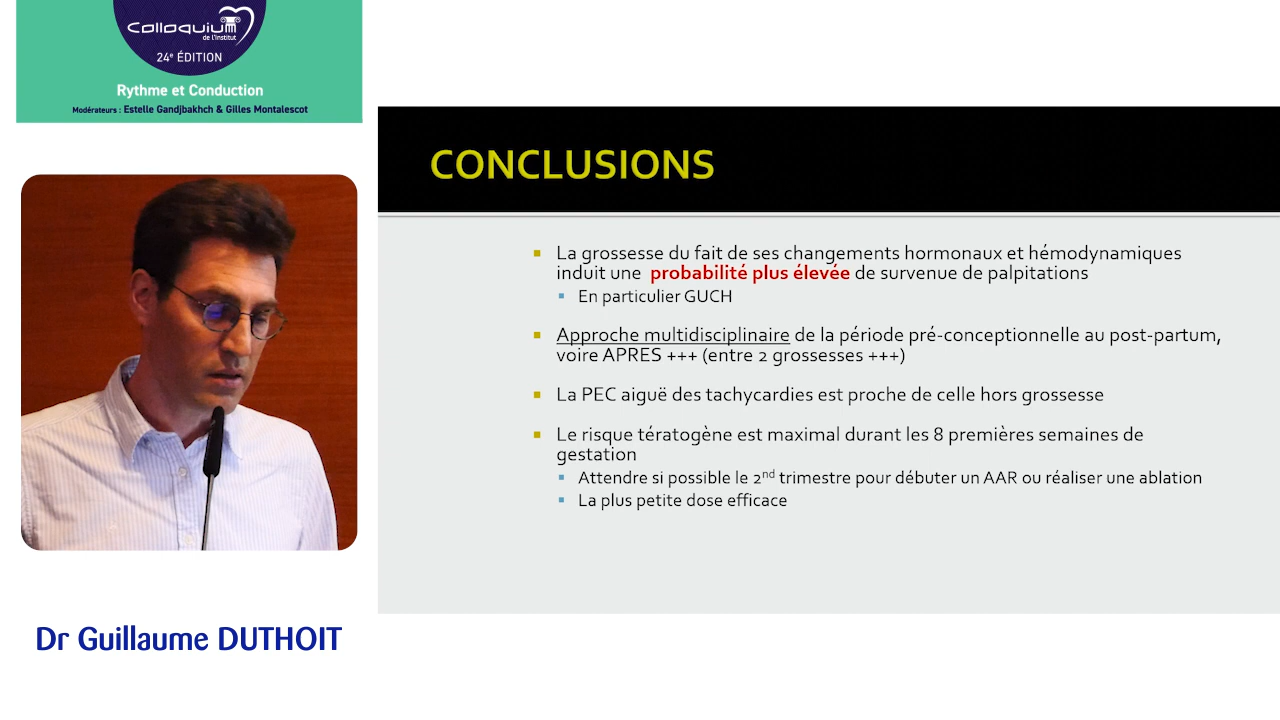 Colloquium
de l'Institut
24e ÉDITION
Rythme et Conduction
Modérateurs : Estelle Gandjbakhch & Gilles Montalescot
CONCLUSIONS
La grossesse du fait de ses changements hormonaux et hémodynamiques
induit une probabilité plus élevée de survenue de palpitations
En particulier GUCH
Approche multidisciplinaire de la période pré-conceptionnelle au post-partum,
voire APRES +++ (entre 2 grossesses +++)
La PEC aiguë des tachycardies est proche de celle hors grossesse
Le risque tératogène est maximal durant les 8 premières semaines de
gestation
Attendre si possible le 2nd trimestre pour débuter un AAR ou réaliser une ablation
La plus petite dose efficace
Dr Guillaume DUTHOIT